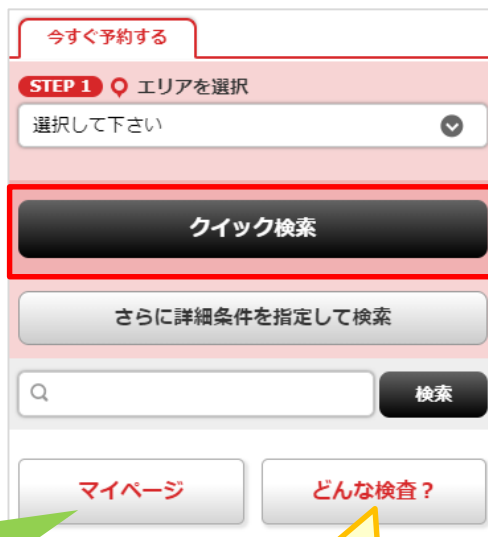 今すぐ予約する
STEP 1 エリアを選択
選択して下さい
クイック検索
さらに詳細条件を指定して検索
検索
マイページ
どんな検査？